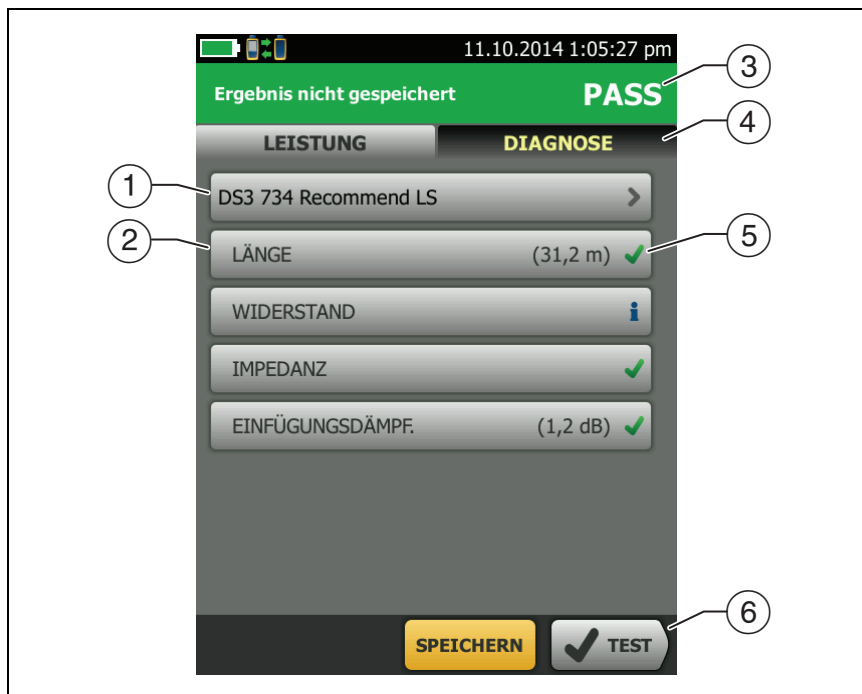 11.10.2014 1:05:27 pm
Ergebnis nicht gespeichert PASS
3
LEISTUNG DIAGNOSE
4
1
DS3 734 Recommend LS
2
LÄNGE (31,2 m)
5
WIDERSTAND i
IMPEDANZ
EINFÜGUNGSDÄMPF. (1,2 dB)
SPEICHERN TEST
6